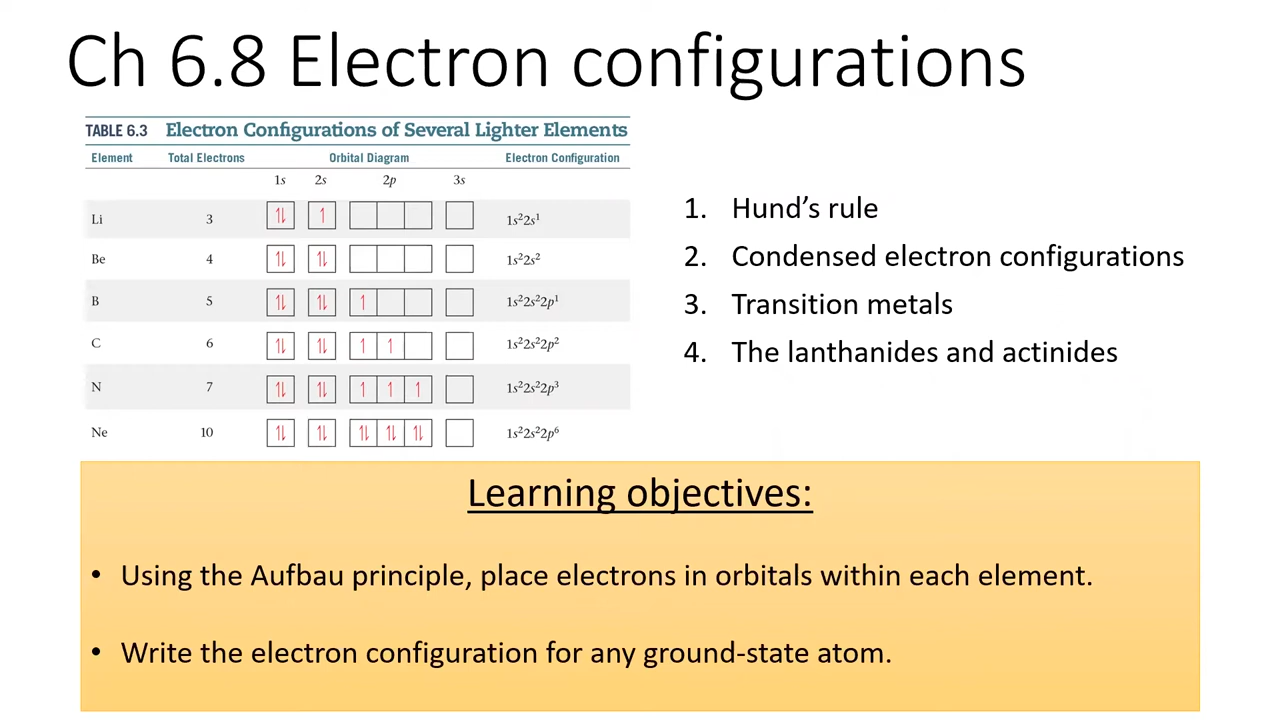 Ch 6.8 Electron configurations
TABLE 6.3 Electron Configurations of Several Lighter Elements
Element Total Electrons Orbital Diagram Electron Configuration
1s 2s 2p 3s
Li 3 ⥮ ↿ 1s²2s¹
Be 4 ⥮ ⥮ 1s²2s²
B 5 ⥮ ⥮ ↿ 1s²2s²2p¹
C 6 ⥮ ⥮ ↿ ↿ 1s²2s²2p²
N 7 ⥮ ⥮ ↿ ↿ ↿ 1s²2s²2p³
Ne 10 ⥮ ⥮ ⥮ ⥮ ⥮ 1s²2s²2p⁶
1. Hund’s rule
2. Condensed electron configurations
3. Transition metals
4. The lanthanides and actinides
Learning objectives:
• Using the Aufbau principle, place electrons in orbitals within each element.
• Write the electron configuration for any ground-state atom.